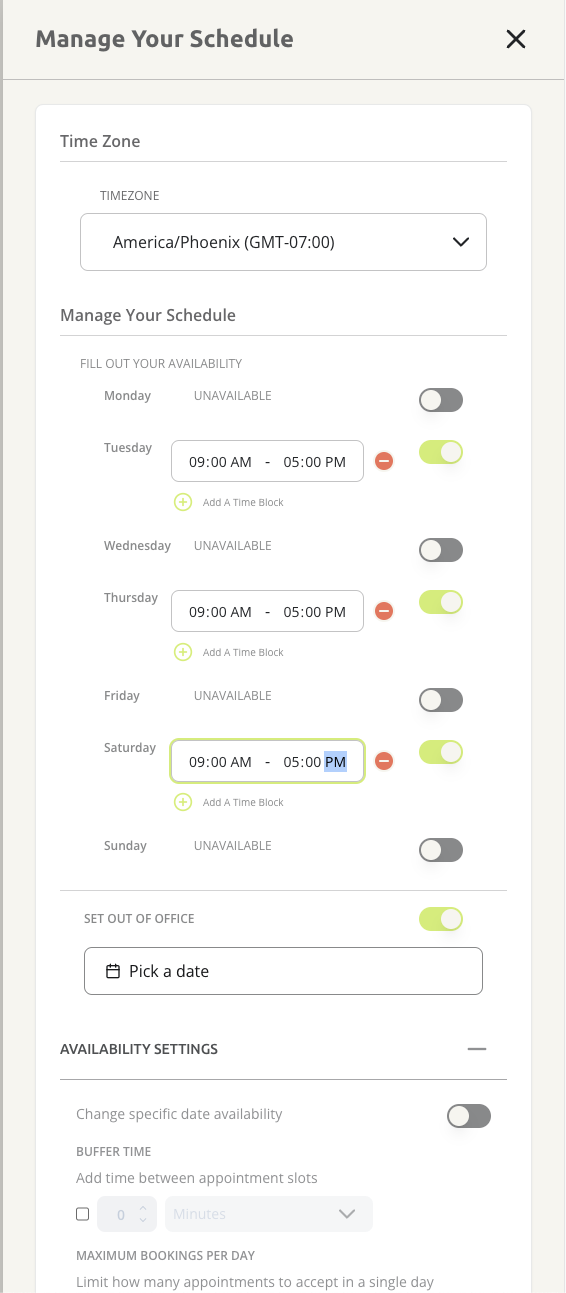 Manage Your Schedule
Time Zone
TIMEZONE
America/Phoenix (GMT-07:00)
Manage Your Schedule
FILL OUT YOUR AVAILABILITY
Monday UNAVAILABLE
Tuesday
09:00 AM - 05:00 PM
Add A Time Block
Wednesday UNAVAILABLE
Thursday
09:00 AM - 05:00 PM
Add A Time Block
Friday UNAVAILABLE
Saturday
09:00 AM - 05:00 PM
Add A Time Block
Sunday UNAVAILABLE
SET OUT OF OFFICE
Pick a date
AVAILABILITY SETTINGS
Change specific date availability
BUFFER TIME
Add time between appointment slots
0 Minutes
MAXIMUM BOOKINGS PER DAY
Limit how many appointments to accept in a single day